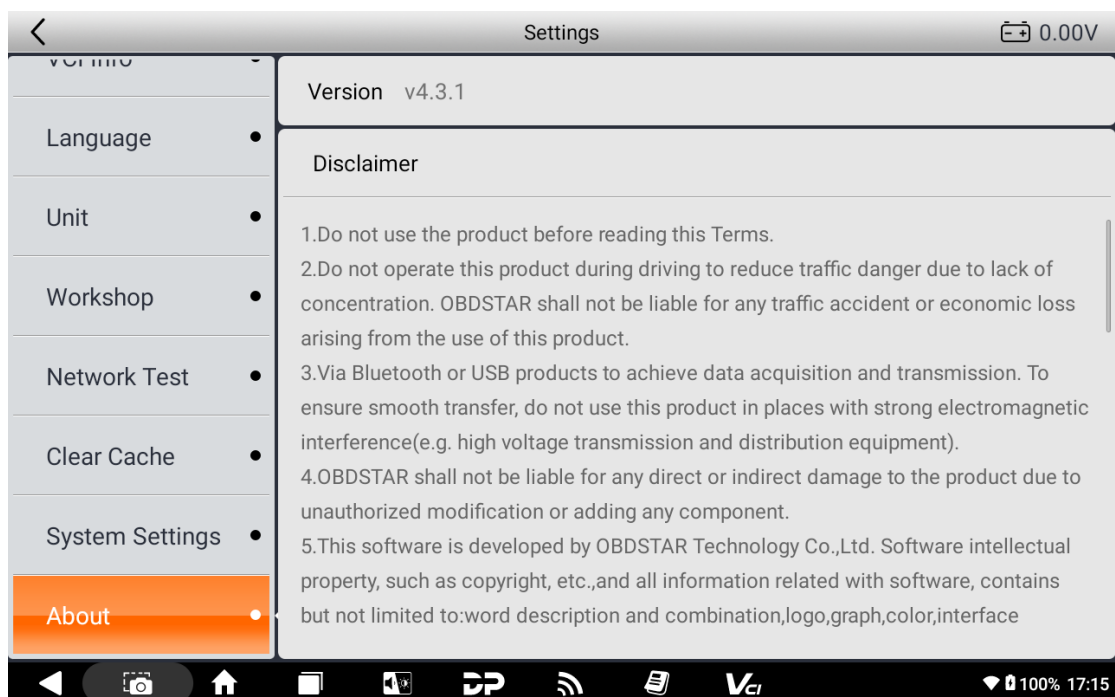 Settings
0.00V
VCI Info
Language
Unit
Workshop
Network Test
Clear Cache
System Settings
About
Version v4.3.1
Disclaimer
1.Do not use the product before reading this Terms.
2.Do not operate this product during driving to reduce traffic danger due to lack of
concentration. OBDSTAR shall not be liable for any traffic accident or economic loss
arising from the use of this product.
3.Via Bluetooth or USB products to achieve data acquisition and transmission. To
ensure smooth transfer, do not use this product in places with strong electromagnetic
interference(e.g. high voltage transmission and distribution equipment).
4.OBDSTAR shall not be liable for any direct or indirect damage to the product due to
unauthorized modification or adding any component.
5.This software is developed by OBDSTAR Technology Co.,Ltd. Software intellectual
property, such as copyright, etc.,and all information related with software, contains
but not limited to:word description and combination,logo,graph,color,interface
DP
VCI
100% 17:15